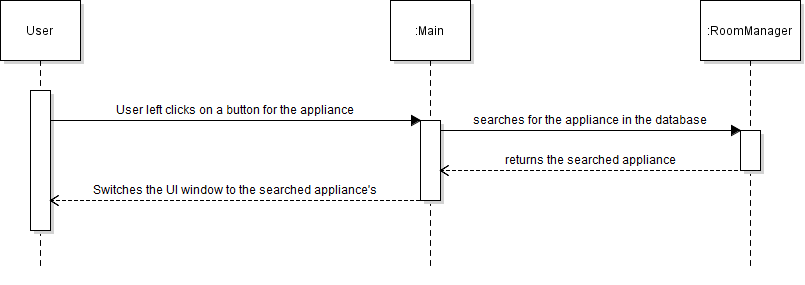 User
:Main
:RoomManager
User left clicks on a button for the appliance
searches for the appliance in the database
returns the searched appliance
Switches the UI window to the searched appliance's